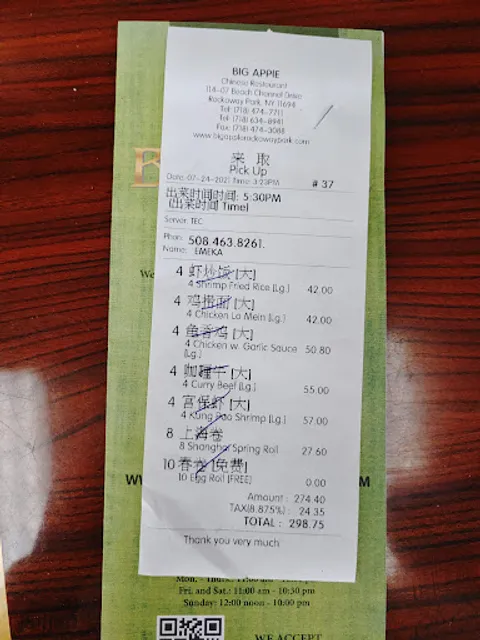 BIG APPIE
Chinese Restaurant
114-07 Beach Channel Drive
Rockaway Park, NY 11694
Tel: (718) 474-7711
Tel: (718) 634-8941
Fax: (718) 474-3088
www.bigapplerockawaypark.com
来 取
Pick Up
Date: 07-24-2021 Time: 3:23PM # 37
出菜时间时间: 5:30PM
(出菜时间 Time)
Server: TEC
Phon: 508.463.8261.
Name: EMEKA
4 虾炒饭 [大]
4 Shrimp Fried Rice [Lg.] 42.00
4 鸡捞面 [大]
4 Chicken Lo Mein [Lg.] 42.00
4 鱼香鸡 [大]
4 Chicken w. Garlic Sauce 50.80
[Lg.]
4 咖喱牛 [大]
4 Curry Beef [Lg.] 55.00
4 宫保虾 [大]
4 Kung Pao Shrimp [Lg.] 57.00
8 上海卷
8 Shanghai Spring Roll 27.60
10 春卷 [免费]
10 Egg Roll [FREE] 0.00
Amount : 274.40
TAX(8.875%) : 24.35
TOTAL : 298.75
Thank you very much
Fri. and Sat.: 11:00 am - 10:30 pm
Sunday: 12:00 noon - 10:00 pm
WE ACCEPT